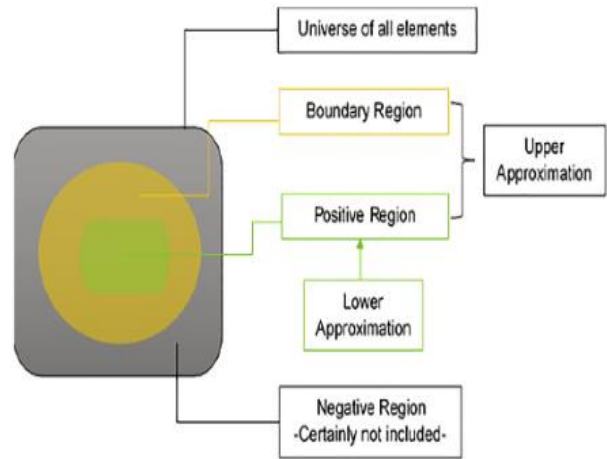 Universe of all elements
Boundary Region
Upper
Approximation
Positive Region
Lower
Approximation
Negative Region
-Certainly not included-